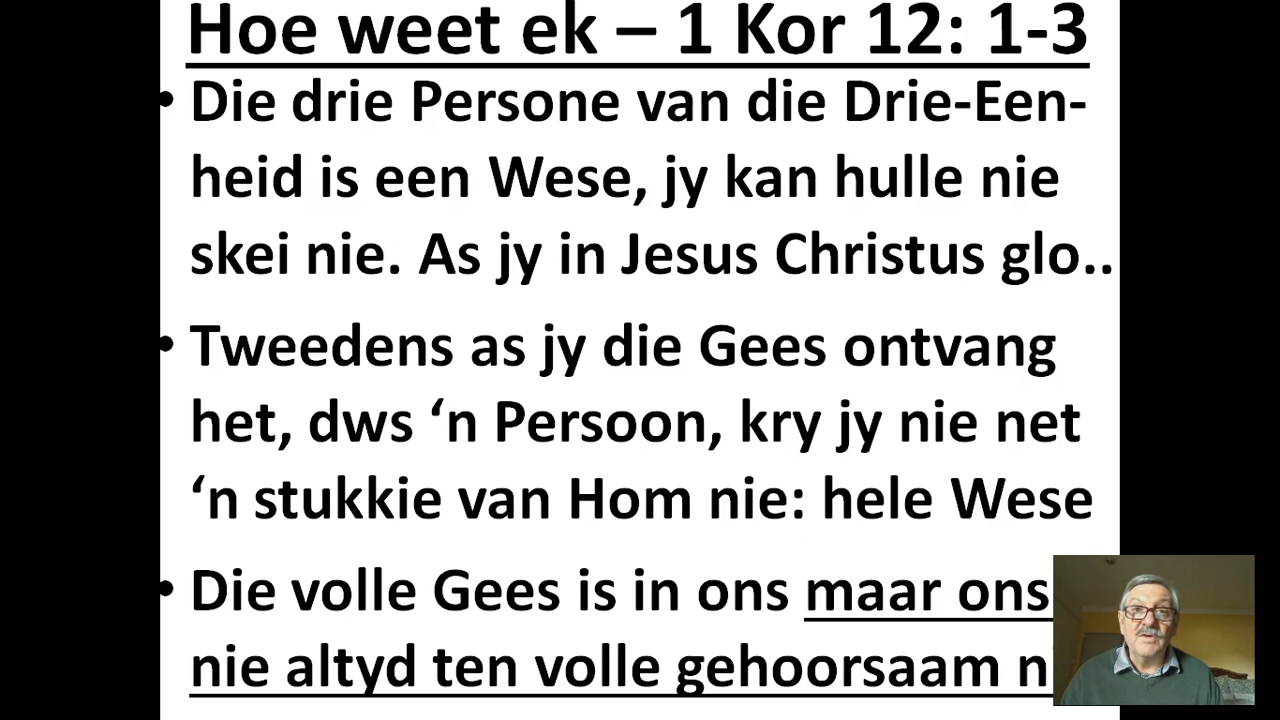 Hoe weet ek – 1 Kor 12: 1-3
• Die drie Persone van die Drie-Een-
heid is een Wese, jy kan hulle nie
skei nie. As jy in Jesus Christus glo..
• Tweedens as jy die Gees ontvang
het, dws ‘n Persoon, kry jy nie net
‘n stukkie van Hom nie: hele Wese
• Die volle Gees is in ons maar ons
nie altyd ten volle gehoorsaam